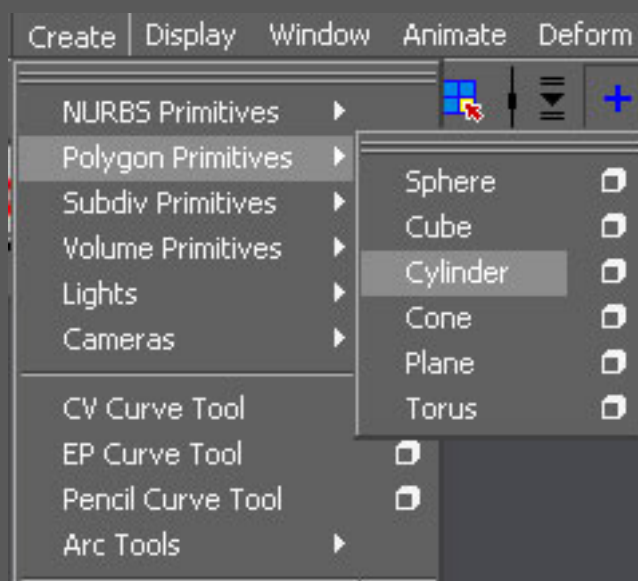 Create Display Window Animate Deform
NURBS Primitives
Polygon Primitives
Subdiv Primitives
Volume Primitives
Lights
Cameras
CV Curve Tool
EP Curve Tool
Pencil Curve Tool
Arc Tools
Sphere
Cube
Cylinder
Cone
Plane
Torus